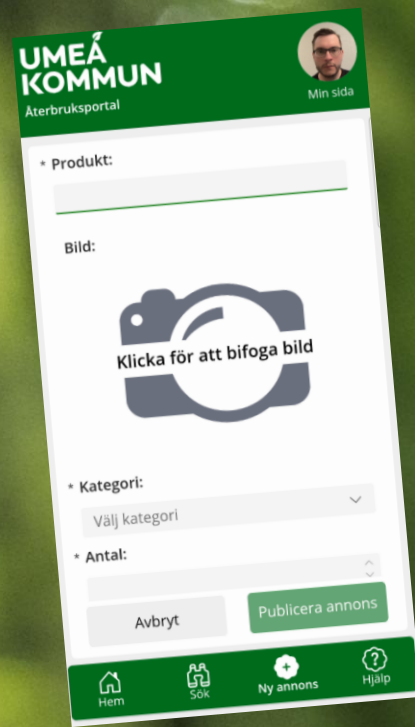 UMEÅ
KOMMUN
Återbruksportal
Min sida
* Produkt:
Bild:
Klicka för att bifoga bild
* Kategori:
Välj kategori
* Antal:
Avbryt
Publicera annons
Hem
Sök
Ny annons
Hjälp